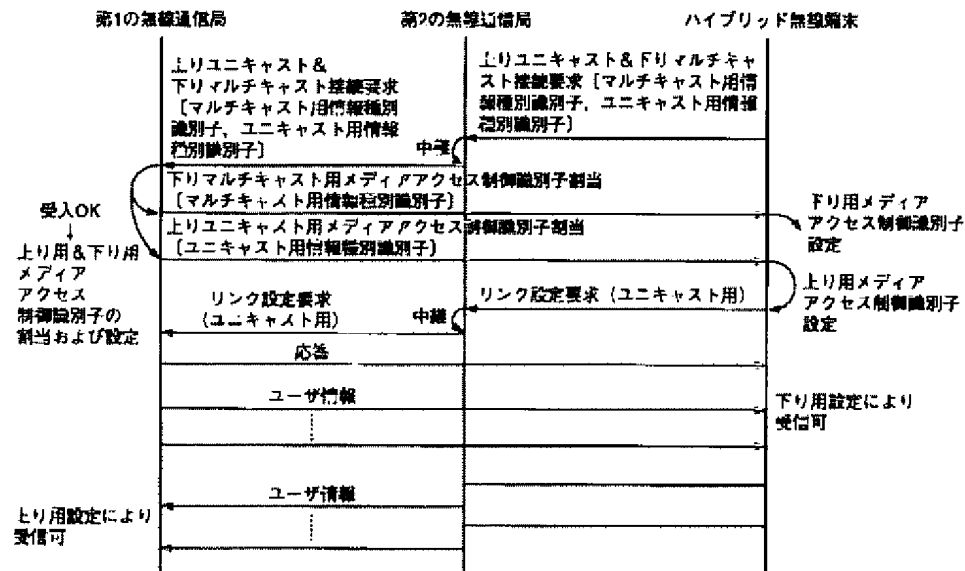 第1の無線通信局
第2の無線通信局
ハイブリッド無線端末
上りユニキャスト&
下りマルチキャスト接続要求
〔マルチキャスト用情報種別
識別子、ユニキャスト用情報
種別識別子〕
上りユニキャスト&下りマルチキャ
スト接続要求〔マルチキャスト用情
報種別識別子、ユニキャスト用情報
種別識別子〕
中継
下りマルチキャスト用メディアアクセス制御識別子割当
〔マルチキャスト用情報種別識別子〕
上りユニキャスト用メディアアクセス制御識別子割当
〔ユニキャスト用情報種別識別子〕
受入OK
↓
上り用&下り用
メディア
アクセス
制御識別子の
割当および設定
下り用メディア
アクセス制御識別子
設定
上り用メディア
アクセス制御識別子
設定
リンク設定要求(ユニキャスト用)
リンク設定要求
(ユニキャスト用)
中継
応答
ユーザ情報
下り用設定により
受信可
ユーザ情報
上り用設定により
受信可